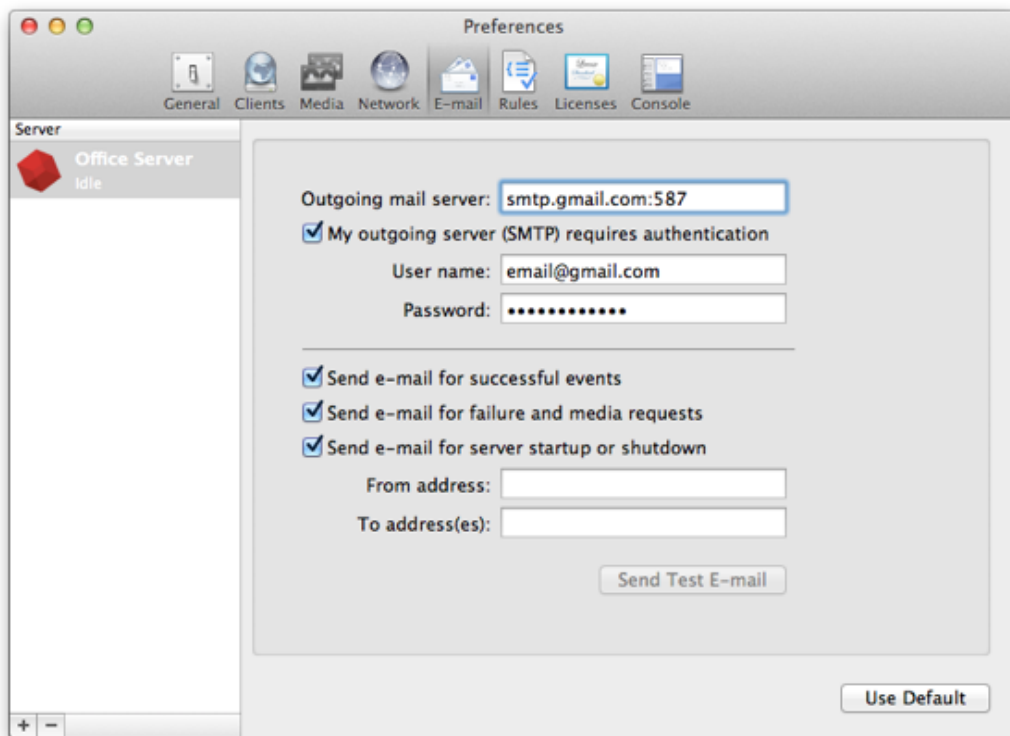 Preferences
General Clients Media Network E-mail Rules Licenses Console
Server
Office Server
Idle
Outgoing mail server: smtp.gmail.com:587
My outgoing server (SMTP) requires authentication
User name: email@gmail.com
Password: ••••••••••••
Send e-mail for successful events
Send e-mail for failure and media requests
Send e-mail for server startup or shutdown
From address:
To address(es):
Send Test E-mail
Use Default
+ −